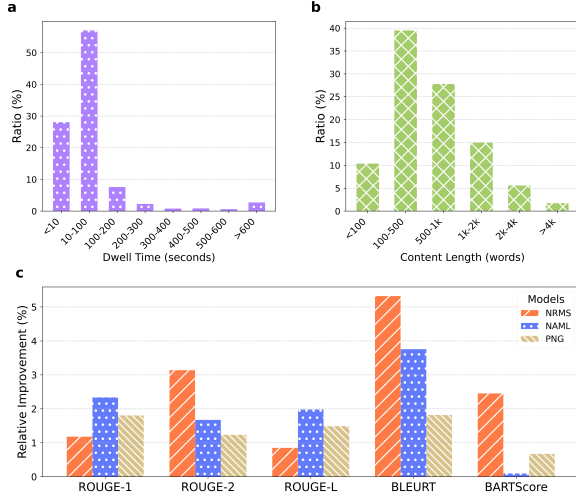 a
Ratio (%)
50
40
30
20
10
0
<10
10-100
100-200
200-300
300-400
400-500
500-600
>600
Dwell Time (seconds)
b
Ratio (%)
40
35
30
25
20
15
10
5
0
<100
100-500
500-1k
1k-2k
2k-4k
>4k
Content Length (words)
c
Relative Improvement (%)
5
4
3
2
1
0
ROUGE-1
ROUGE-2
ROUGE-L
BLEURT
BARTScore
Models
NRMS
NAML
PNG